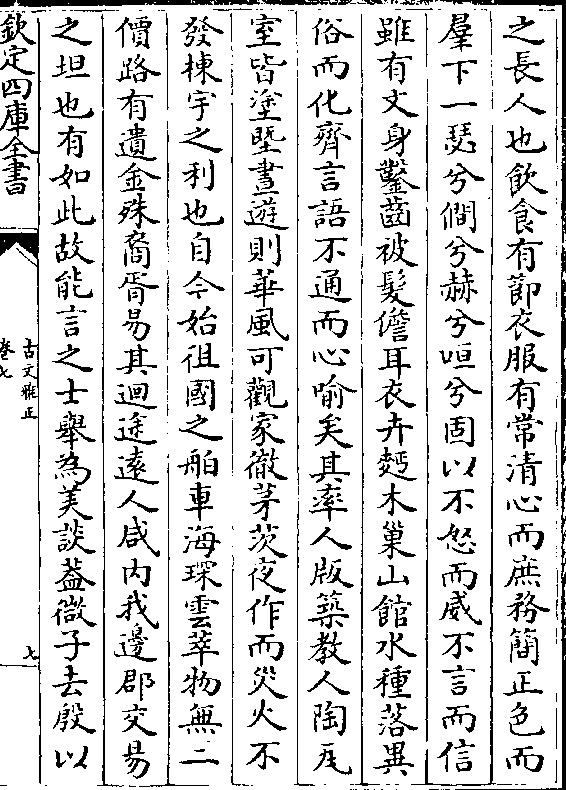 之長人也飲食有節衣服有常清心而庶務簡正色而
羣下一瑟兮僩兮赫兮咺兮固以不怒而威不言而信
雖有文身鑿齒被髮儋耳衣卉麪木巢山館水種落異
俗而化齊言語不通而心喻矣其率人版築教人陶瓦
室皆塗塈晝遊則華風可觀家徹茅茨夜作而災火不
發棟宇之利也自今始徂國之舶車海琛雲萃物無二
價路有遺金殊裔胥易其迴途遠人咸内我邊郡交易
之坦也有如此故能言之士舉為美談蓋微子去殷以
欽定四庫全書
古文雅正
卷七
七